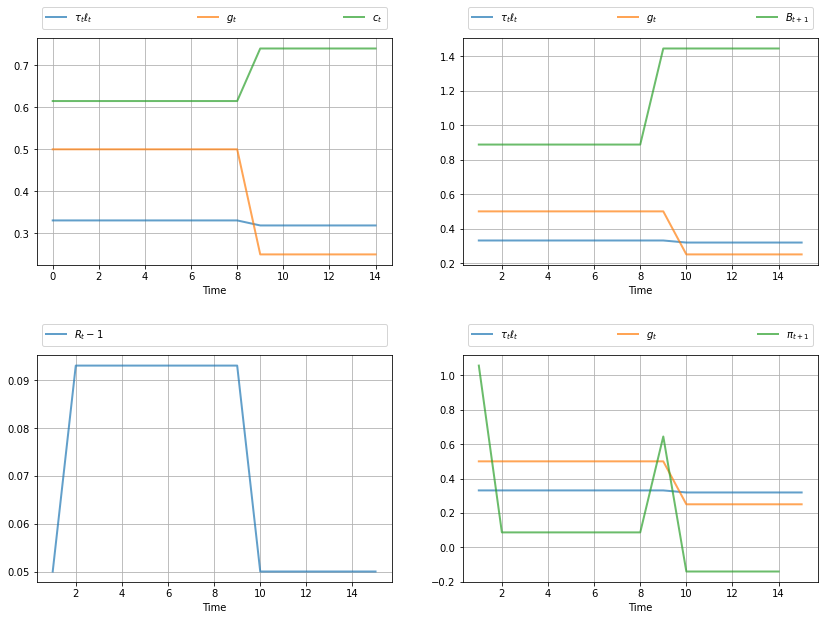 τ_tℓ_t g_t c_t
0.7
0.6
0.5
0.4
0.3
0 2 4 6 8 10 12 14
Time
τ_tℓ_t g_t B_{t+1}
1.4
1.2
1.0
0.8
0.6
0.4
0.2
2 4 6 8 10 12 14
Time
R_t − 1
0.09
0.08
0.07
0.06
0.05
2 4 6 8 10 12 14
Time
τ_tℓ_t g_t π_{t+1}
1.0
0.8
0.6
0.4
0.2
0.0
−0.2
2 4 6 8 10 12 14
Time